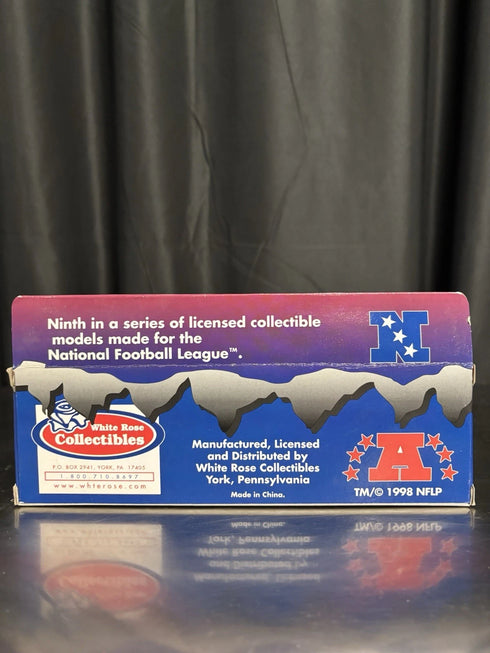 Ninth in a series of licensed collectible
models made for the
National Football League™.
N
White Rose
Collectibles
P.O. BOX 2941, YORK, PA 17405
1-800-710-8697
www.whterose.com
Manufactured, Licensed
and Distributed by
White Rose Collectibles
York, Pennsylvania
Made in China.
A
TM/© 1998 NFLP